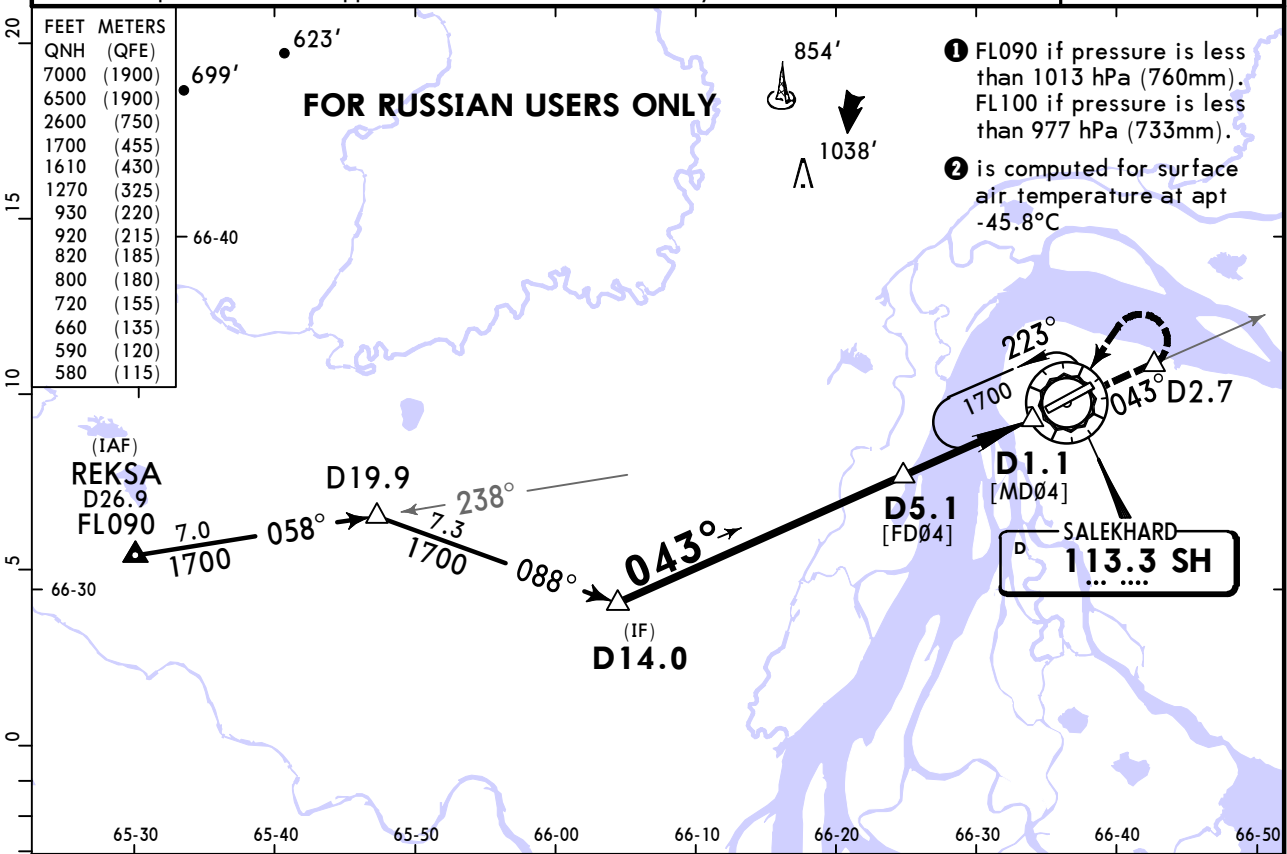 FEET METERS
QNH (QFE)
7000 (1900)
6500 (1900)
2600 (750)
1700 (455)
1610 (430)
1270 (325)
930 (220)
920 (215)
820 (185)
800 (180)
720 (155)
660 (135)
590 (120)
580 (115)
623'
699'
FOR RUSSIAN USERS ONLY
854'
1038'
❶ FL090 if pressure is less
than 1013 hPa (760mm).
FL100 if pressure is less
than 977 hPa (733mm).
❷ is computed for surface
air temperature at apt
-45.8°C
20
15
10
5
0
66-40
66-30
(IAF)
REKSA
D26.9
FL090
7.0
1700
058°
D19.9
238°
7.3
1700
088°
(IF)
D14.0
043°
D5.1
[FDØ4]
D1.1
[MDØ4]
223°
1700
043°
D2.7
SALEKHARD
D 113.3 SH
65-30
65-40
65-50
66-00
66-10
66-20
66-30
66-40
66-50